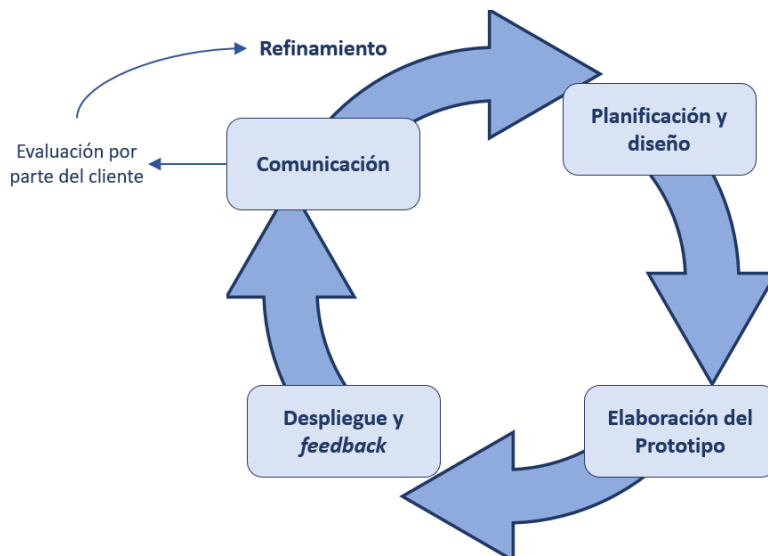 Refinamiento
Planificación y
diseño
Evaluación por
parte del cliente
Comunicación
Despliegue y
feedback
Elaboración del
Prototipo